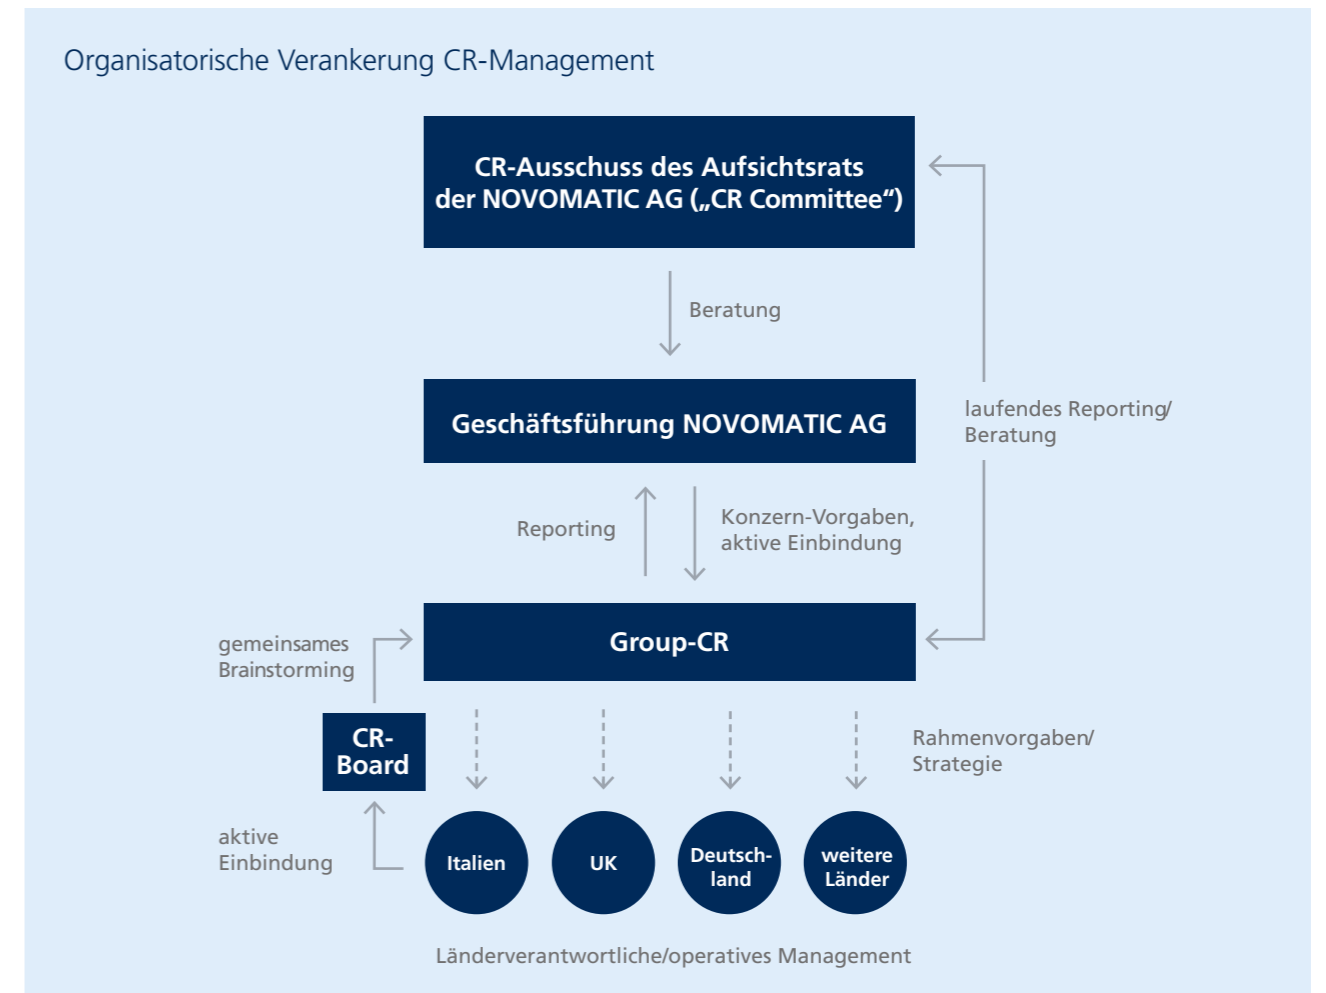 Organisatorische Verankerung CR-Management
CR-Ausschuss des Aufsichtsrats
der NOVOMATIC AG („CR Committee“)
Beratung
Geschäftsführung NOVOMATIC AG
laufendes Reporting/
Beratung
Reporting
Konzern-Vorgaben,
aktive Einbindung
Group-CR
gemeinsames
Brainstorming
CR-
Board
Rahmenvorgaben/
Strategie
aktive
Einbindung
Italien
UK
Deutsch-
land
weitere
Länder
Länderverantwortliche/operatives Management